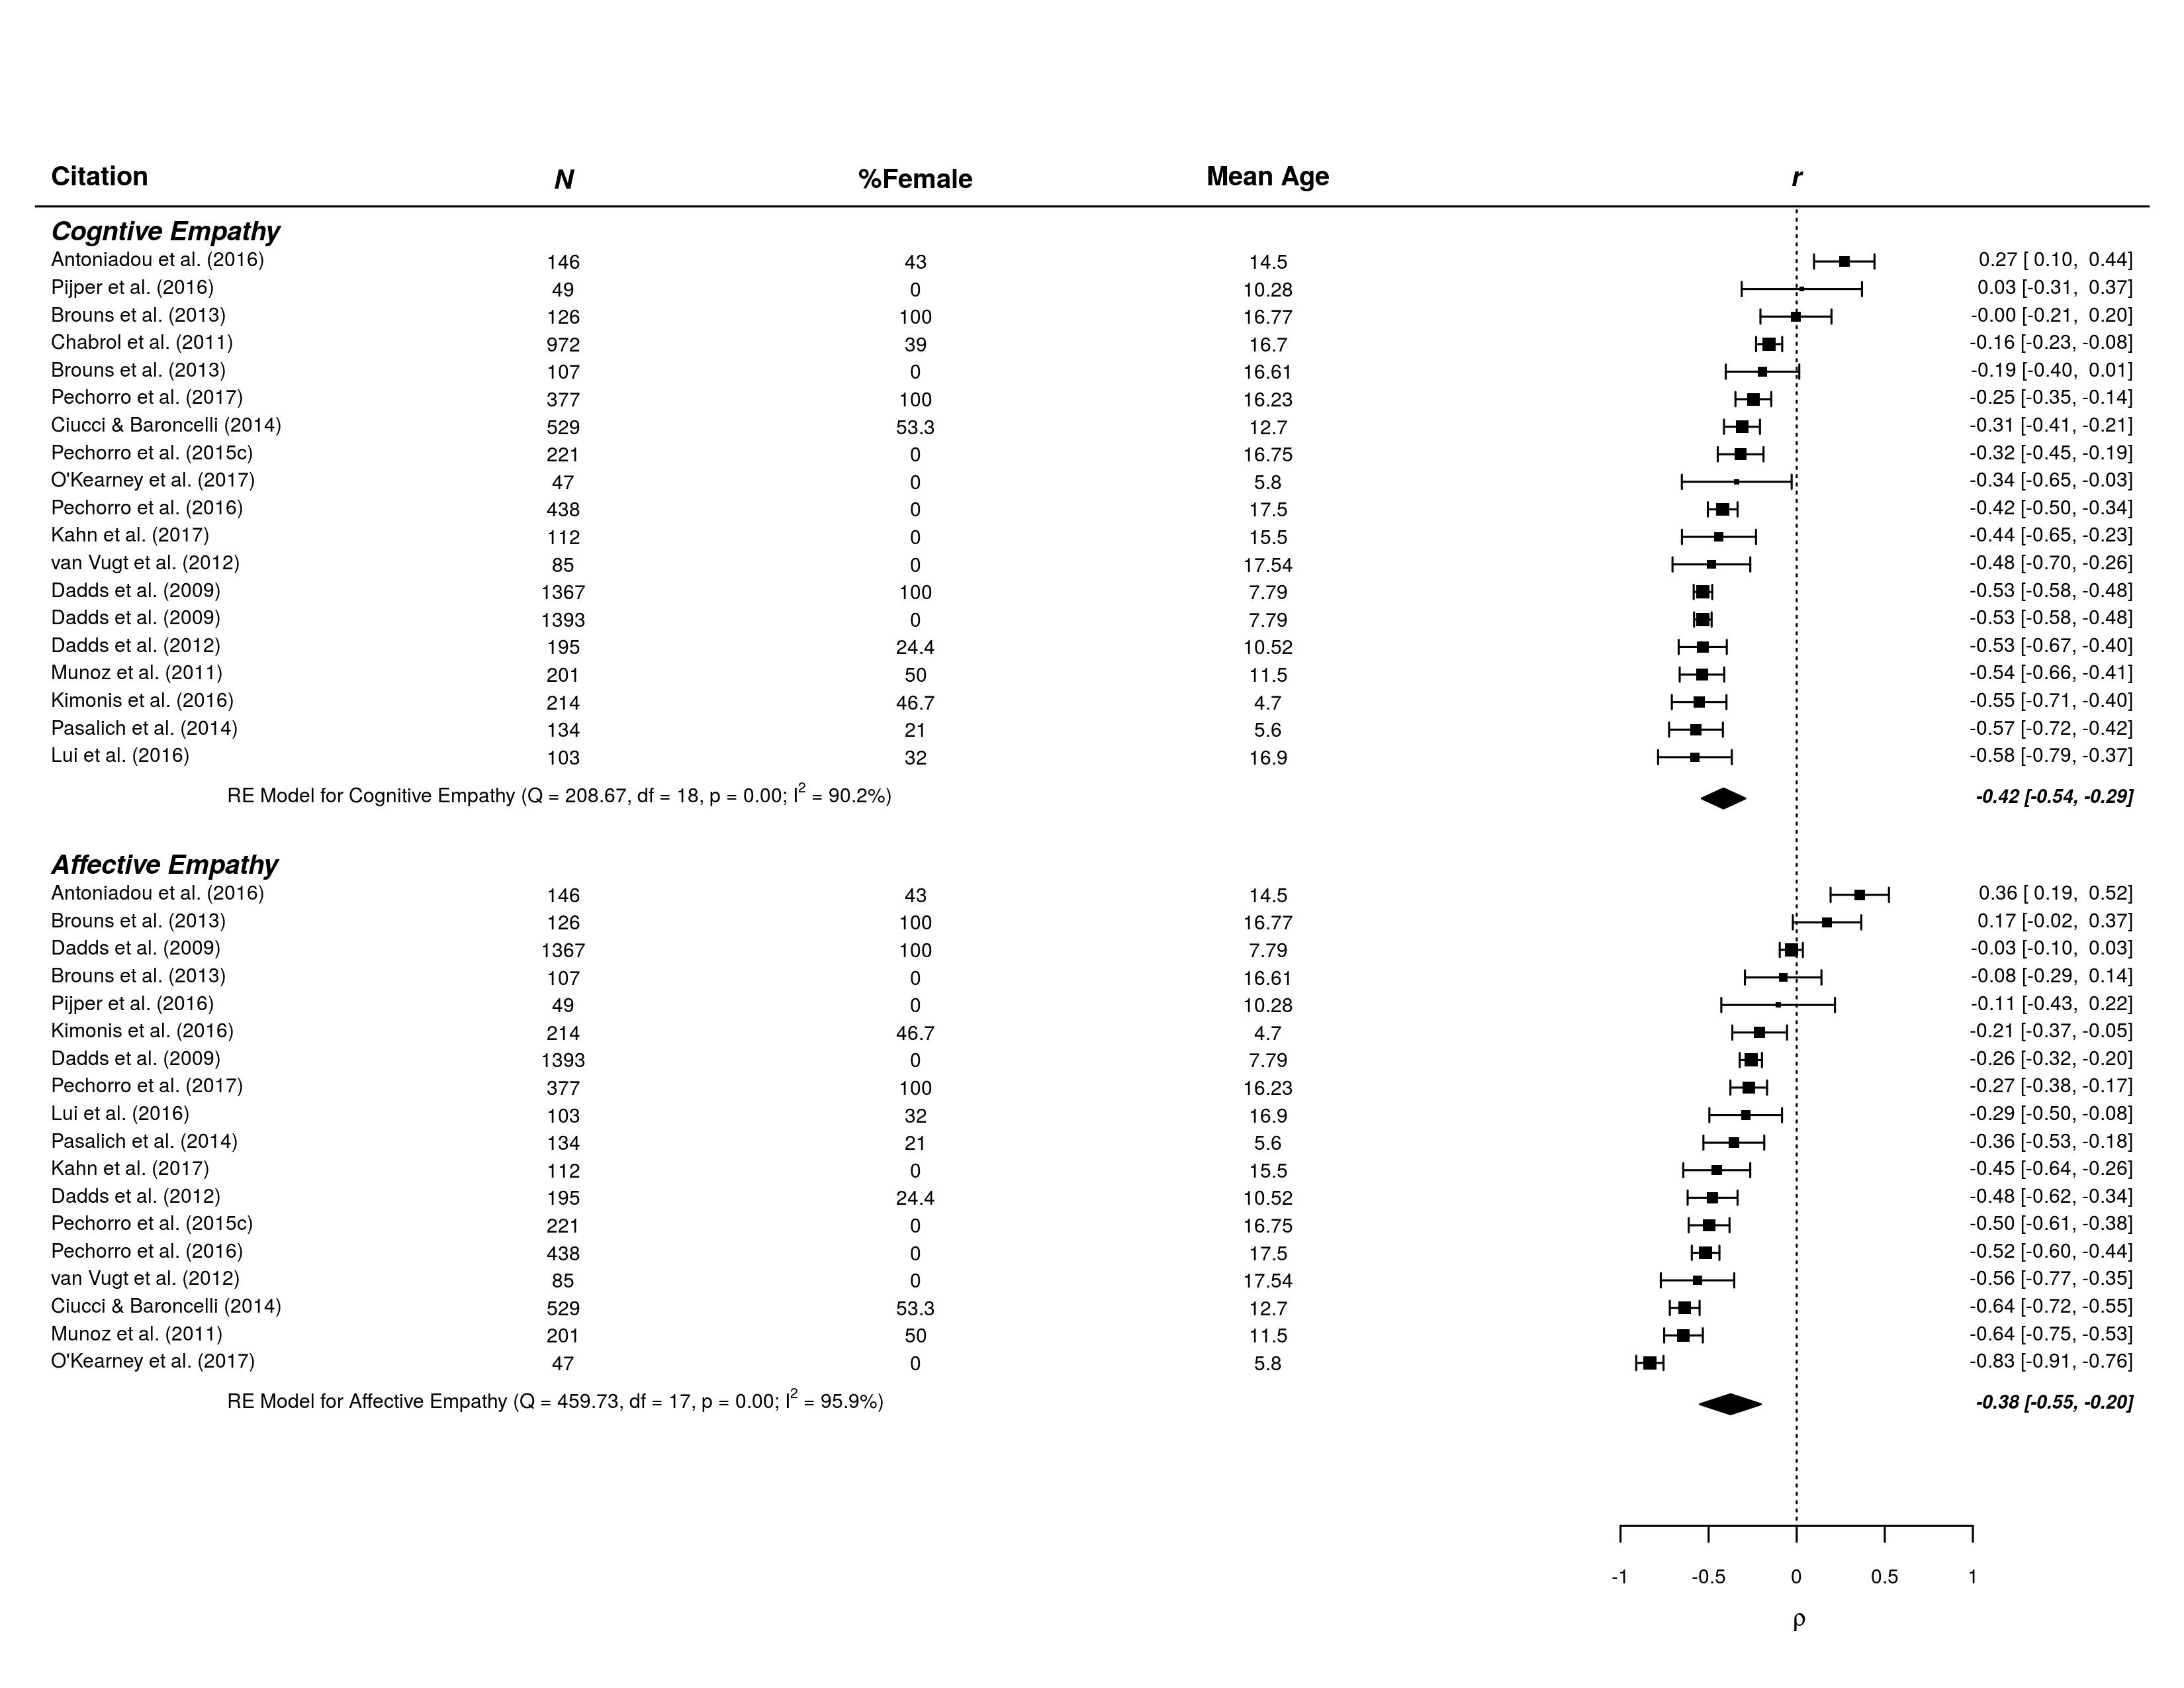 Citation N %Female Mean Age r
Cogntive Empathy
Antoniadou et al. (2016) 146 43 14.5 0.27 [ 0.10, 0.44]
Pijper et al. (2016) 49 0 10.28 0.03 [-0.31, 0.37]
Brouns et al. (2013) 126 100 16.77 -0.00 [-0.21, 0.20]
Chabrol et al. (2011) 972 39 16.7 -0.16 [-0.23, -0.08]
Brouns et al. (2013) 107 0 16.61 -0.19 [-0.40, 0.01]
Pechorro et al. (2017) 377 100 16.23 -0.25 [-0.35, -0.14]
Ciucci & Baroncelli (2014) 529 53.3 12.7 -0.31 [-0.41, -0.21]
Pechorro et al. (2015c) 221 0 16.75 -0.32 [-0.45, -0.19]
O'Kearney et al. (2017) 47 0 5.8 -0.34 [-0.65, -0.03]
Pechorro et al. (2016) 438 0 17.5 -0.42 [-0.50, -0.34]
Kahn et al. (2017) 112 0 15.5 -0.44 [-0.65, -0.23]
van Vugt et al. (2012) 85 0 17.54 -0.48 [-0.70, -0.26]
Dadds et al. (2009) 1367 100 7.79 -0.53 [-0.58, -0.48]
Dadds et al. (2009) 1393 0 7.79 -0.53 [-0.58, -0.48]
Dadds et al. (2012) 195 24.4 10.52 -0.53 [-0.67, -0.40]
Munoz et al. (2011) 201 50 11.5 -0.54 [-0.66, -0.41]
Kimonis et al. (2016) 214 46.7 4.7 -0.55 [-0.71, -0.40]
Pasalich et al. (2014) 134 21 5.6 -0.57 [-0.72, -0.42]
Lui et al. (2016) 103 32 16.9 -0.58 [-0.79, -0.37]
RE Model for Cognitive Empathy (Q = 208.67, df = 18, p = 0.00; I² = 90.2%) -0.42 [-0.54, -0.29]
Affective Empathy
Antoniadou et al. (2016) 146 43 14.5 0.36 [ 0.19, 0.52]
Brouns et al. (2013) 126 100 16.77 0.17 [-0.02, 0.37]
Dadds et al. (2009) 1367 100 7.79 -0.03 [-0.10, 0.03]
Brouns et al. (2013) 107 0 16.61 -0.08 [-0.29, 0.14]
Pijper et al. (2016) 49 0 10.28 -0.11 [-0.43, 0.22]
Kimonis et al. (2016) 214 46.7 4.7 -0.21 [-0.37, -0.05]
Dadds et al. (2009) 1393 0 7.79 -0.26 [-0.32, -0.20]
Pechorro et al. (2017) 377 100 16.23 -0.27 [-0.38, -0.17]
Lui et al. (2016) 103 32 16.9 -0.29 [-0.50, -0.08]
Pasalich et al. (2014) 134 21 5.6 -0.36 [-0.53, -0.18]
Kahn et al. (2017) 112 0 15.5 -0.45 [-0.64, -0.26]
Dadds et al. (2012) 195 24.4 10.52 -0.48 [-0.62, -0.34]
Pechorro et al. (2015c) 221 0 16.75 -0.50 [-0.61, -0.38]
Pechorro et al. (2016) 438 0 17.5 -0.52 [-0.60, -0.44]
van Vugt et al. (2012) 85 0 17.54 -0.56 [-0.77, -0.35]
Ciucci & Baroncelli (2014) 529 53.3 12.7 -0.64 [-0.72, -0.55]
Munoz et al. (2011) 201 50 11.5 -0.64 [-0.75, -0.53]
O'Kearney et al. (2017) 47 0 5.8 -0.83 [-0.91, -0.76]
RE Model for Affective Empathy (Q = 459.73, df = 17, p = 0.00; I² = 95.9%) -0.38 [-0.55, -0.20]
-1 -0.5 0 0.5 1
ρ